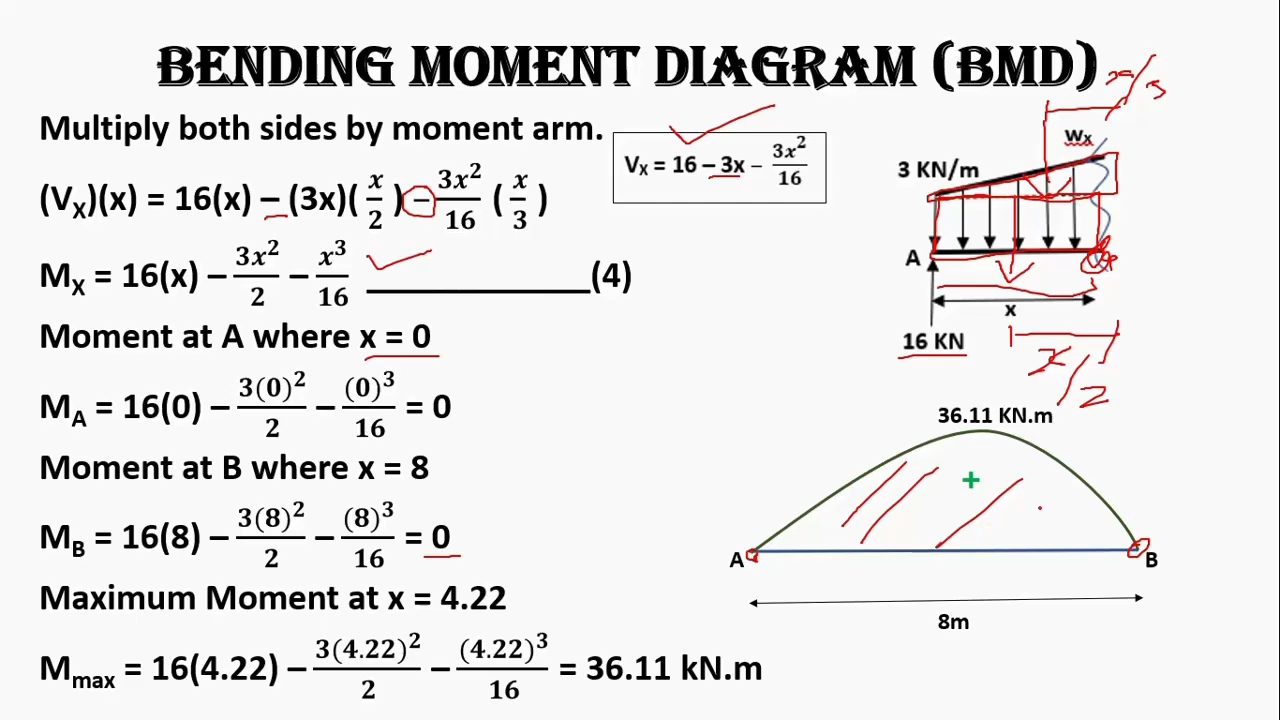 BENDING MOMENT DIAGRAM (BMD)
Multiply both sides by moment arm.
Vx = 16 – 3x – 3x²/16
(Vx)(x) = 16(x) – (3x)(x/2) – 3x²/16 (x/3)
Mx = 16(x) – 3x²/2 – x³/16 ____________(4)
Moment at A where x = 0
MA = 16(0) – 3(0)²/2 – (0)³/16 = 0
Moment at B where x = 8
MB = 16(8) – 3(8)²/2 – (8)³/16 = 0
Maximum Moment at x = 4.22
Mmax = 16(4.22) – 3(4.22)²/2 – (4.22)³/16 = 36.11 kN.m
x/3
wx
3 KN/m
A
x
16 KN
x/2
36.11 KN.m
+
A
B
8m